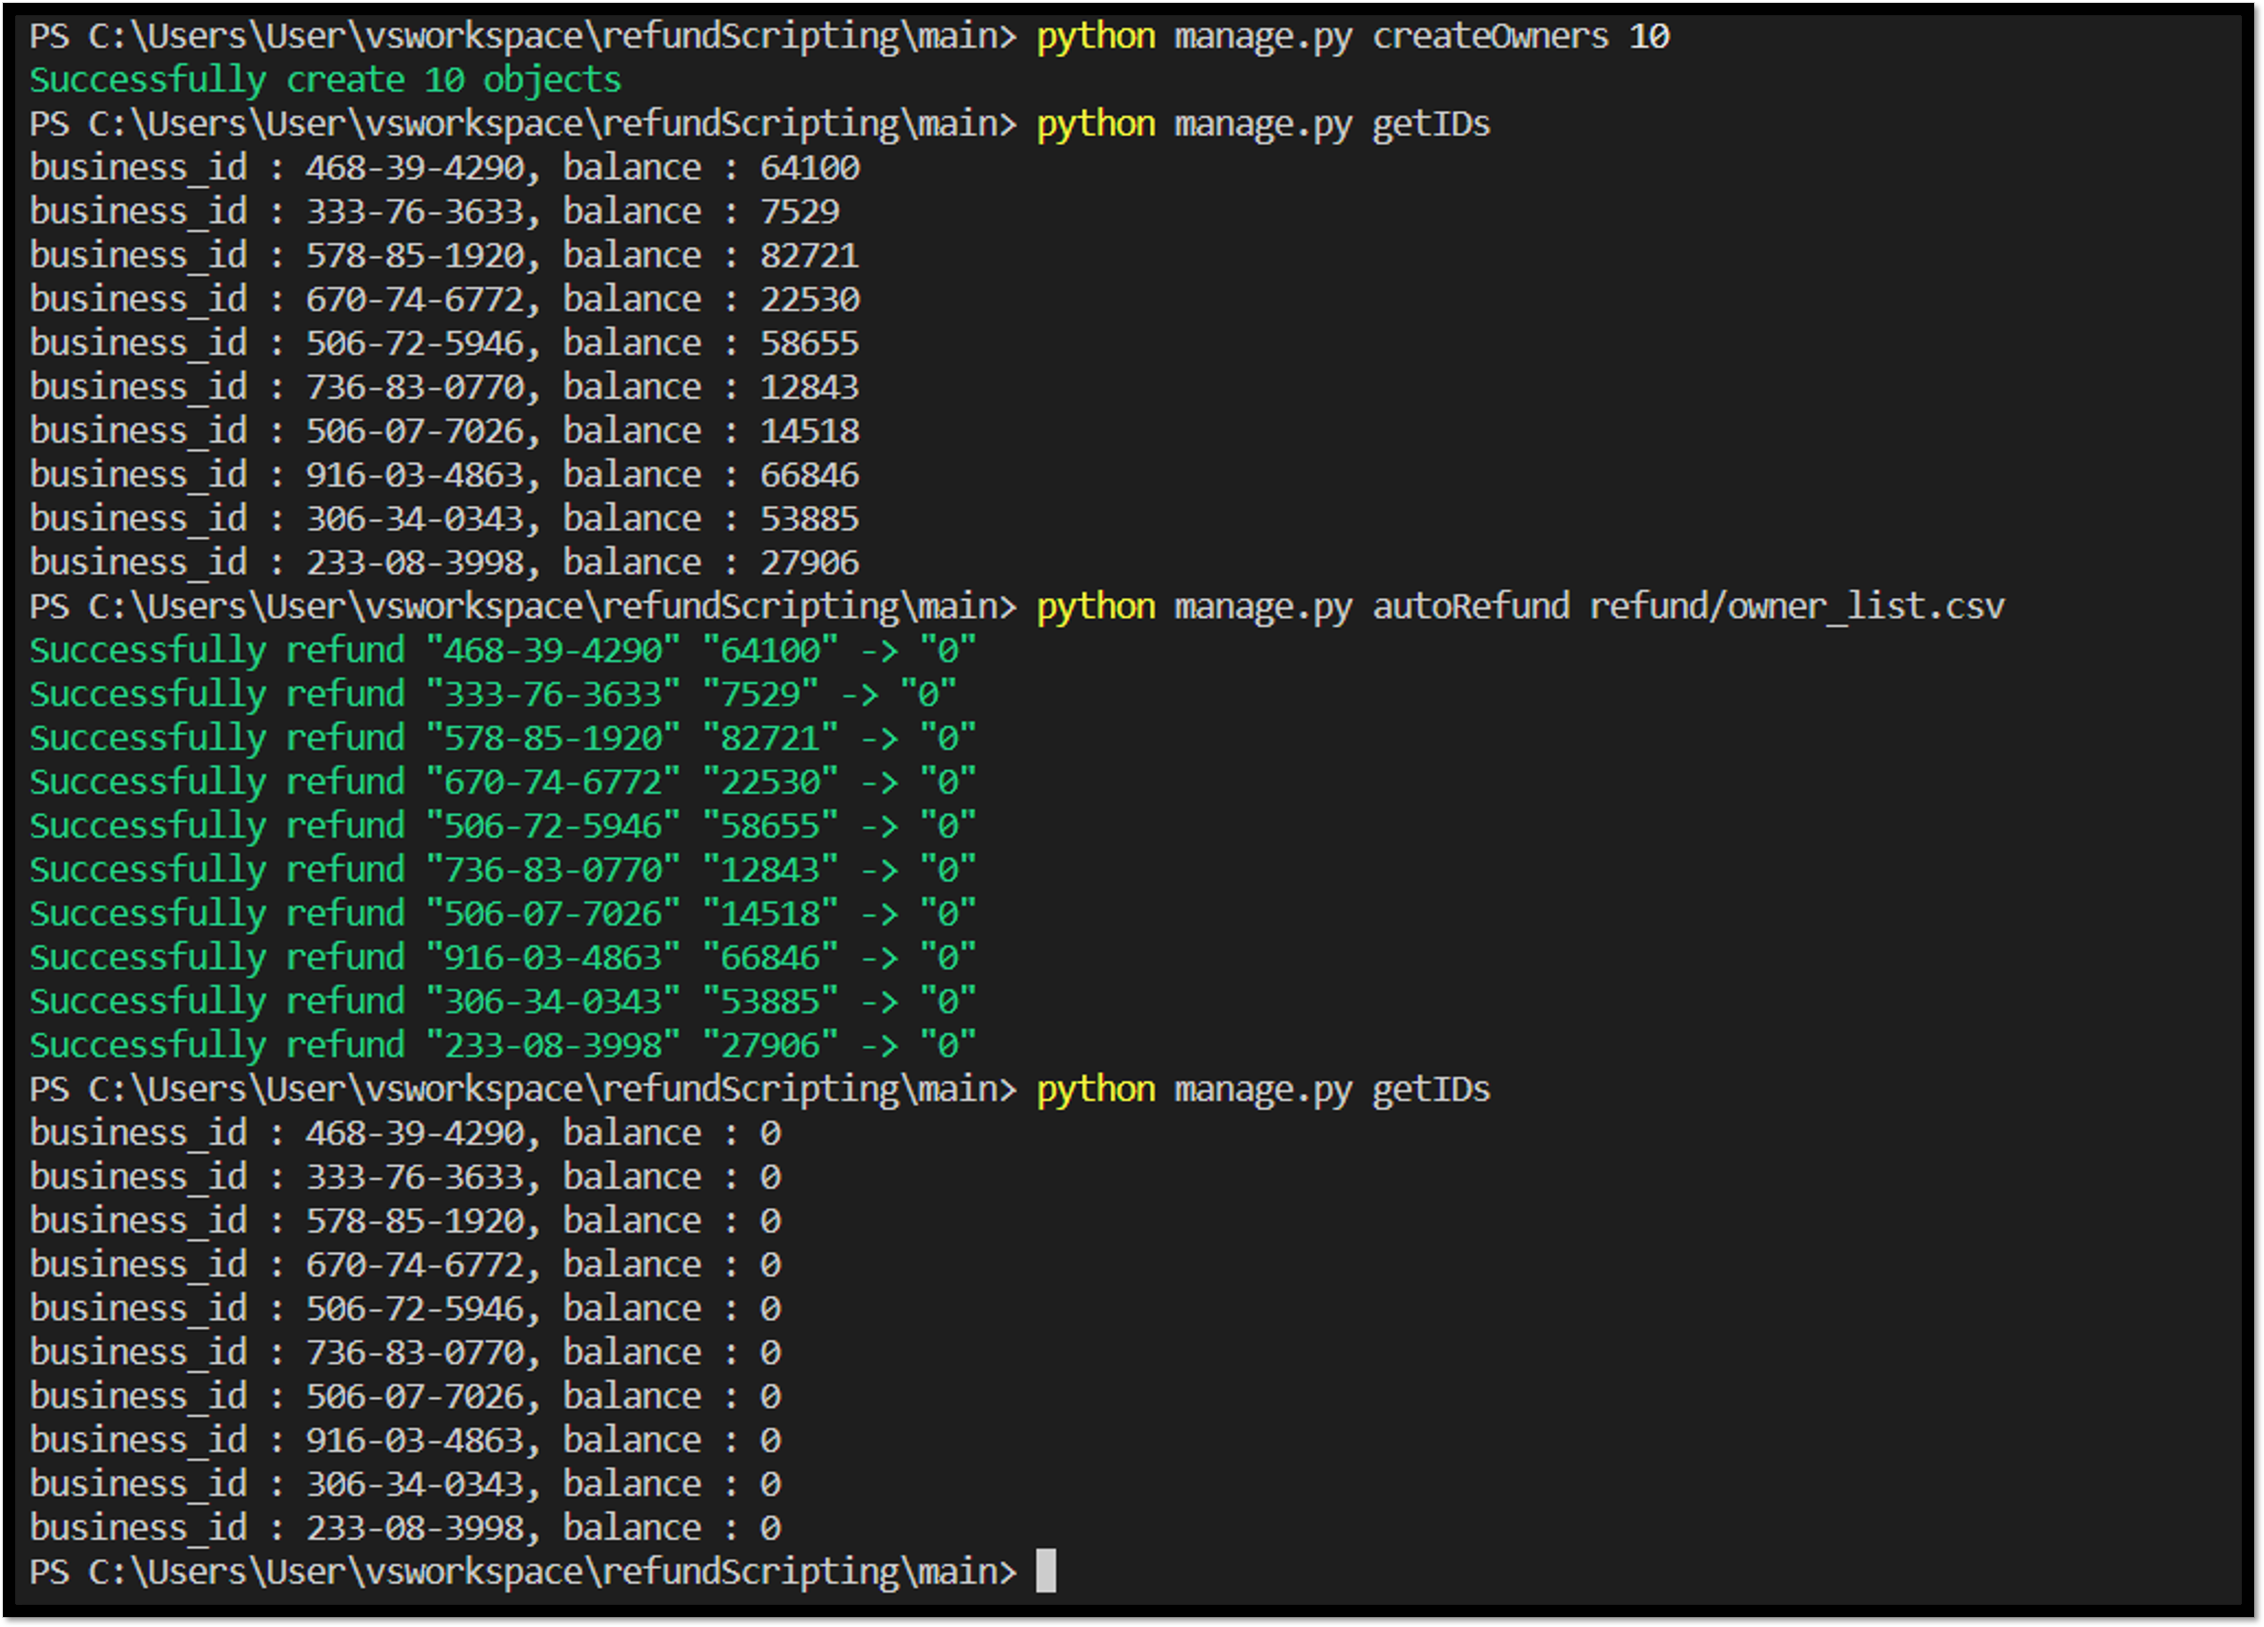 PS C:\Users\User\vsworkspace\refundScripting\main> python manage.py createOwners 10
Successfully create 10 objects
PS C:\Users\User\vsworkspace\refundScripting\main> python manage.py getIDs
business_id : 468-39-4290, balance : 64100
business_id : 333-76-3633, balance : 7529
business_id : 578-85-1920, balance : 82721
business_id : 670-74-6772, balance : 22530
business_id : 506-72-5946, balance : 58655
business_id : 736-83-0770, balance : 12843
business_id : 506-07-7026, balance : 14518
business_id : 916-03-4863, balance : 66846
business_id : 306-34-0343, balance : 53885
business_id : 233-08-3998, balance : 27906
PS C:\Users\User\vsworkspace\refundScripting\main> python manage.py autoRefund refund/owner_list.csv
Successfully refund "468-39-4290" "64100" -> "0"
Successfully refund "333-76-3633" "7529" -> "0"
Successfully refund "578-85-1920" "82721" -> "0"
Successfully refund "670-74-6772" "22530" -> "0"
Successfully refund "506-72-5946" "58655" -> "0"
Successfully refund "736-83-0770" "12843" -> "0"
Successfully refund "506-07-7026" "14518" -> "0"
Successfully refund "916-03-4863" "66846" -> "0"
Successfully refund "306-34-0343" "53885" -> "0"
Successfully refund "233-08-3998" "27906" -> "0"
PS C:\Users\User\vsworkspace\refundScripting\main> python manage.py getIDs
business_id : 468-39-4290, balance : 0
business_id : 333-76-3633, balance : 0
business_id : 578-85-1920, balance : 0
business_id : 670-74-6772, balance : 0
business_id : 506-72-5946, balance : 0
business_id : 736-83-0770, balance : 0
business_id : 506-07-7026, balance : 0
business_id : 916-03-4863, balance : 0
business_id : 306-34-0343, balance : 0
business_id : 233-08-3998, balance : 0
PS C:\Users\User\vsworkspace\refundScripting\main>